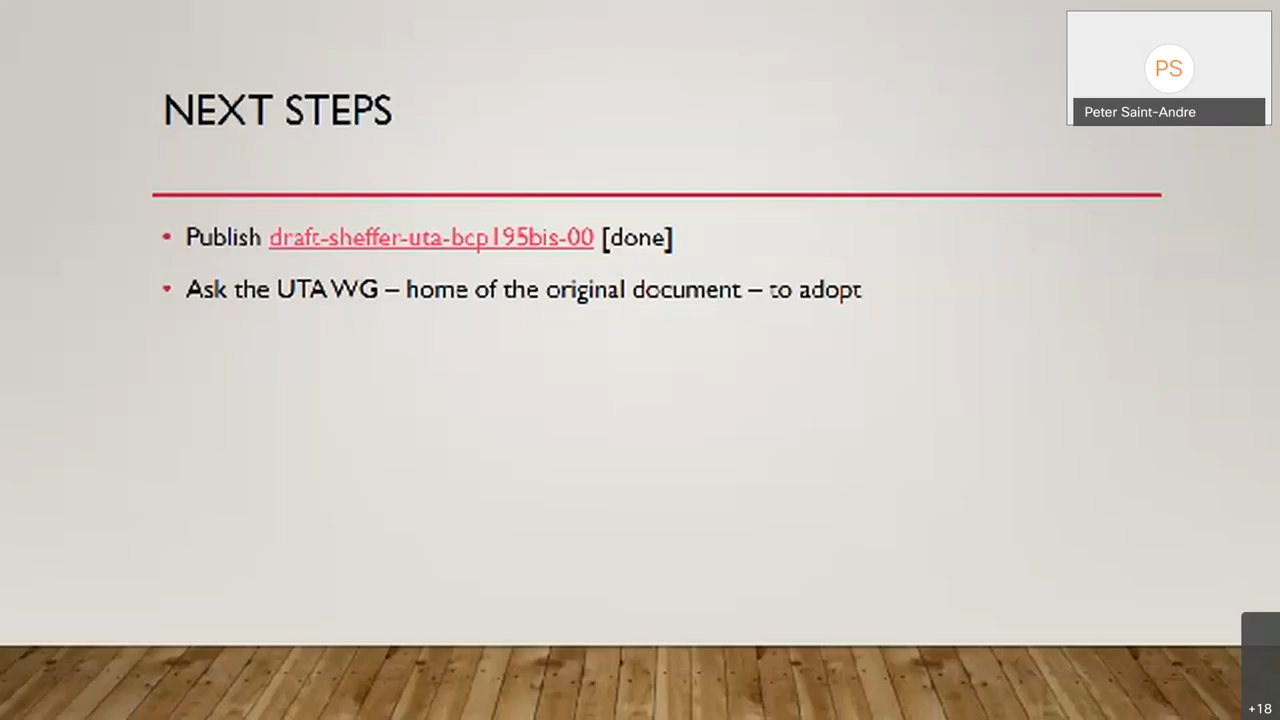 PS
Peter Saint-Andre
NEXT STEPS
• Publish draft-sheffer-uta-bcp195bis-00 [done]
• Ask the UTA WG – home of the original document – to adopt
+18